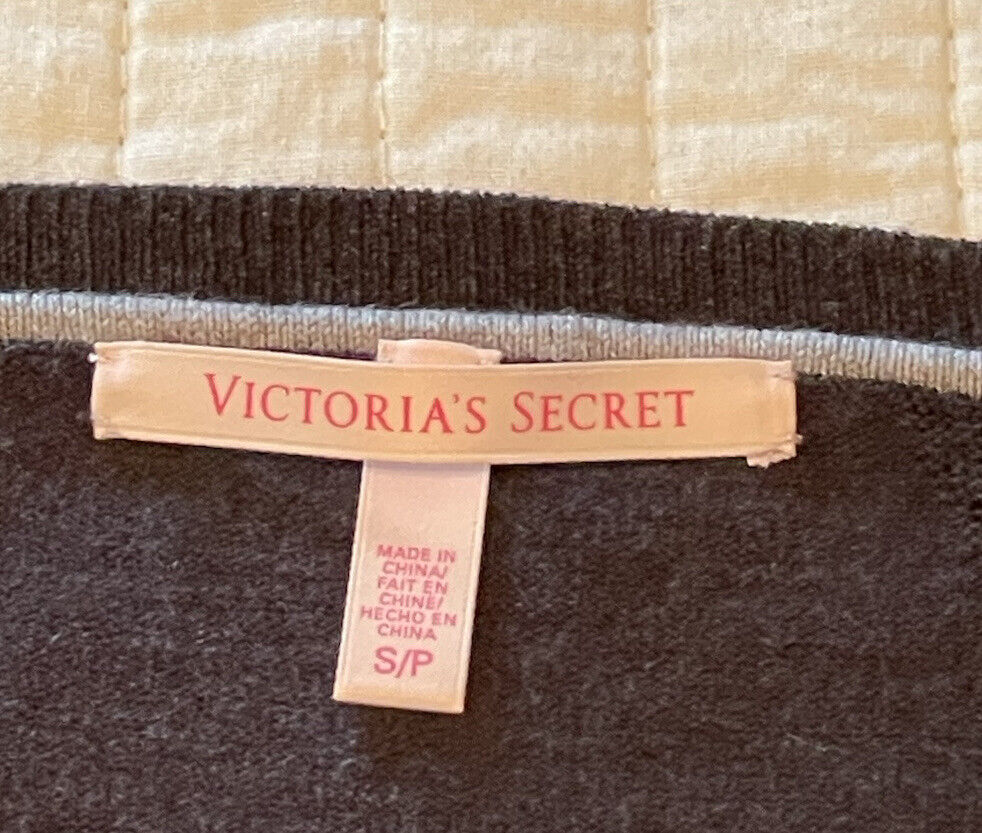 VICTORIA'S SECRET
MADE IN
CHINA/
FAIT EN
CHINE/
HECHO EN
CHINA
S/P